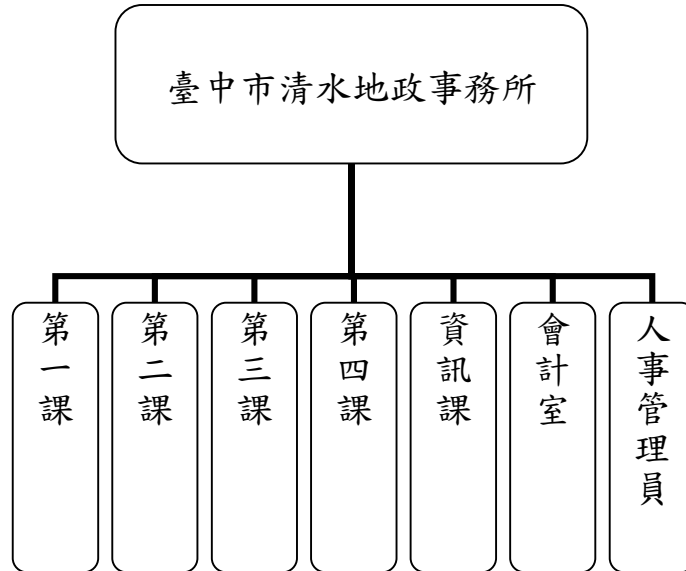 臺中市清水地政事務所
第一課
第二課
第三課
第四課
資訊課
會計室
人事管理員